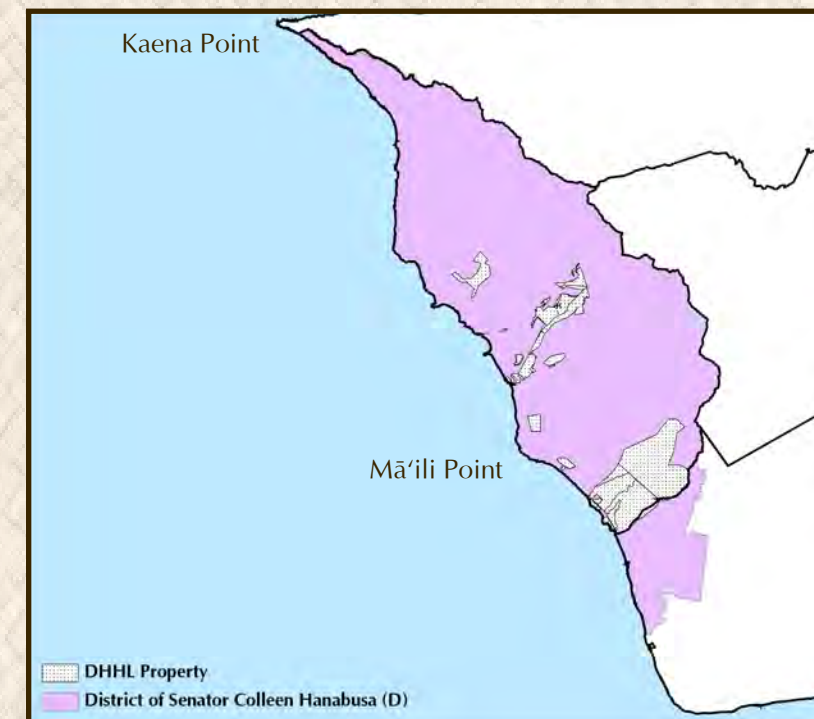 Kaena Point
Māʻili Point
DHHL Property
District of Senator Colleen Hanabusa (D)